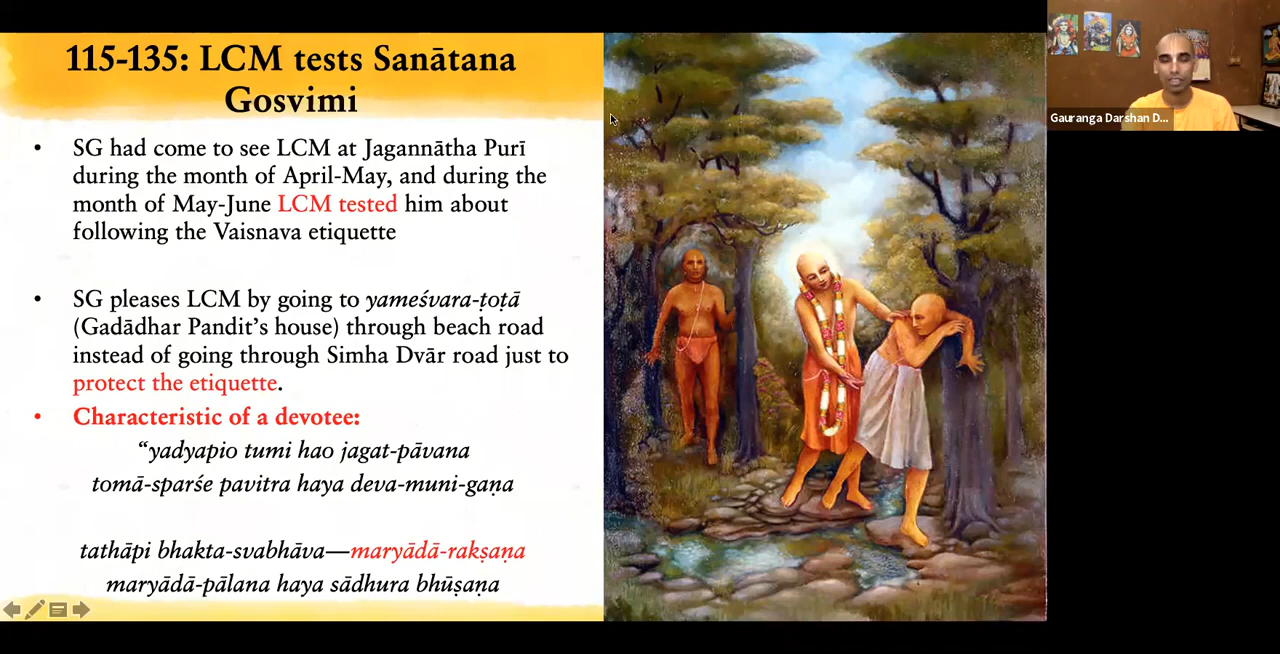 115-135: LCM tests Sanātana
Gosvimi
• SG had come to see LCM at Jagannātha Purī
during the month of April-May, and during the
month of May-June LCM tested him about
following the Vaisnava etiquette
• SG pleases LCM by going to yameśvara-ṭoṭā
(Gadādhar Pandit’s house) through beach road
instead of going through Simha Dvār road just to
protect the etiquette.
• Characteristic of a devotee:
“yadyapio tumi hao jagat-pāvana
tomā-sparśe pavitra haya deva-muni-gaṇa
tathāpi bhakta-svabhāva—maryādā-rakṣaṇa
maryādā-pālana haya sādhura bhūṣaṇa
Gauranga Darshan D...